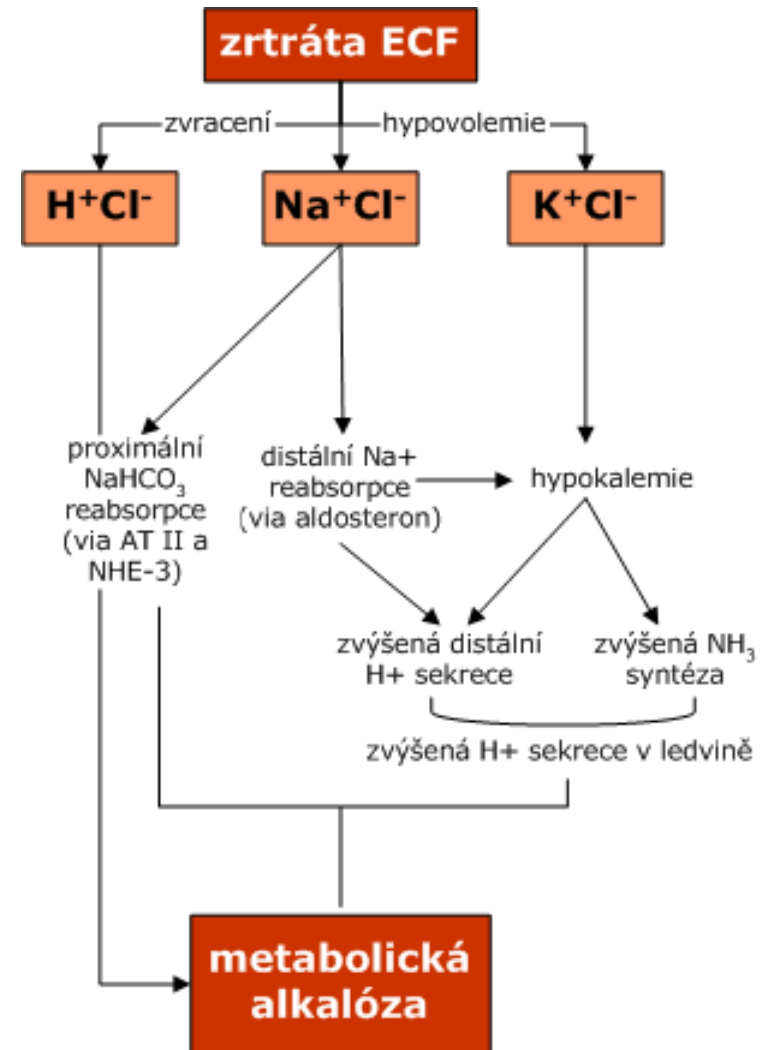 zrtráta ECF
zvracení
hypovolemie
H⁺Cl⁻
Na⁺Cl⁻
K⁺Cl⁻
proximální
NaHCO₃
reabsorpce
(via AT II a
NHE-3)
distální Na+
reabsorpce
(via aldosteron)
hypokalemie
zvýšená distální
H+ sekrece
zvýšená NH₃
syntéza
zvýšená H+ sekrece v ledvině
metabolická
alkalóza